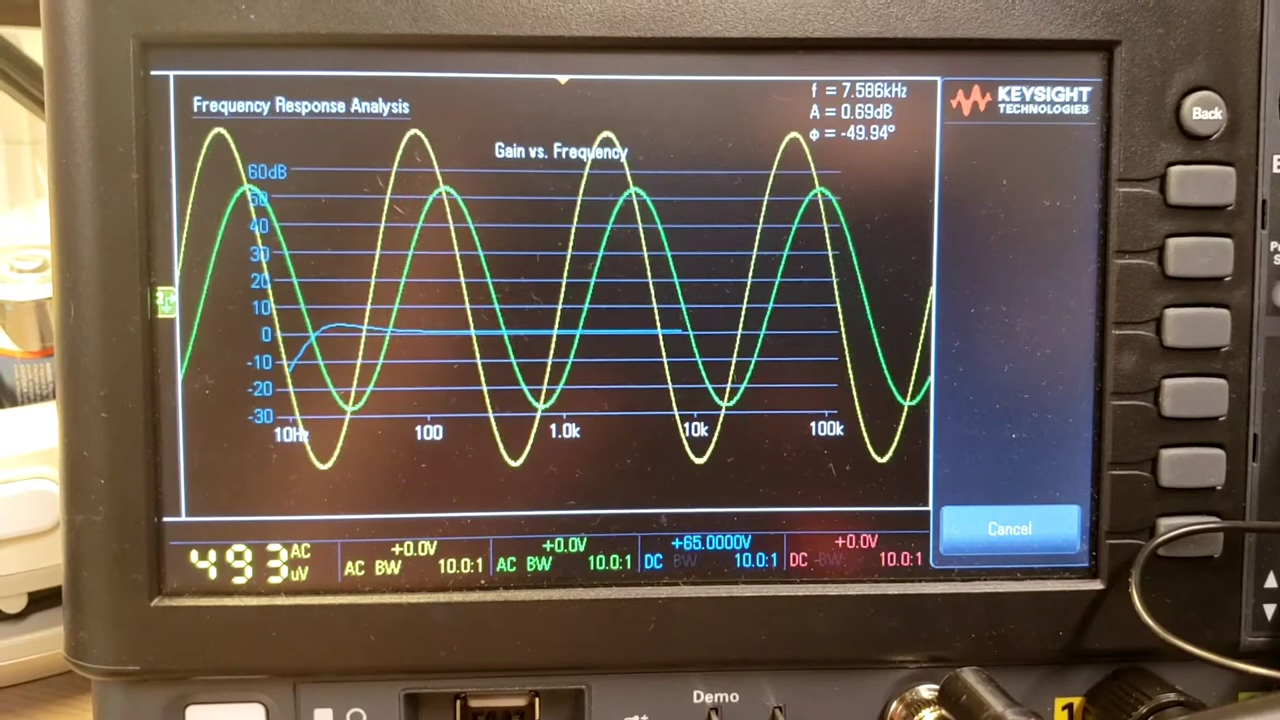 f = 7.586kHz
A = 0.69dB
ϕ = -49.94°
KEYSIGHT
TECHNOLOGIES
Frequency Response Analysis
Back
Gain vs. Frequency
60dB
50
40
30
20
10
0
-10
-20
-30
10Hz 100 1.0k 10k 100k
Cancel
493 AC uV
+0.0V
AC BW 10.0:1
+0.0V
AC BW 10.0:1
+65.0000V
DC BW 10.0:1
+0.0V
DC BW 10.0:1
Demo
1